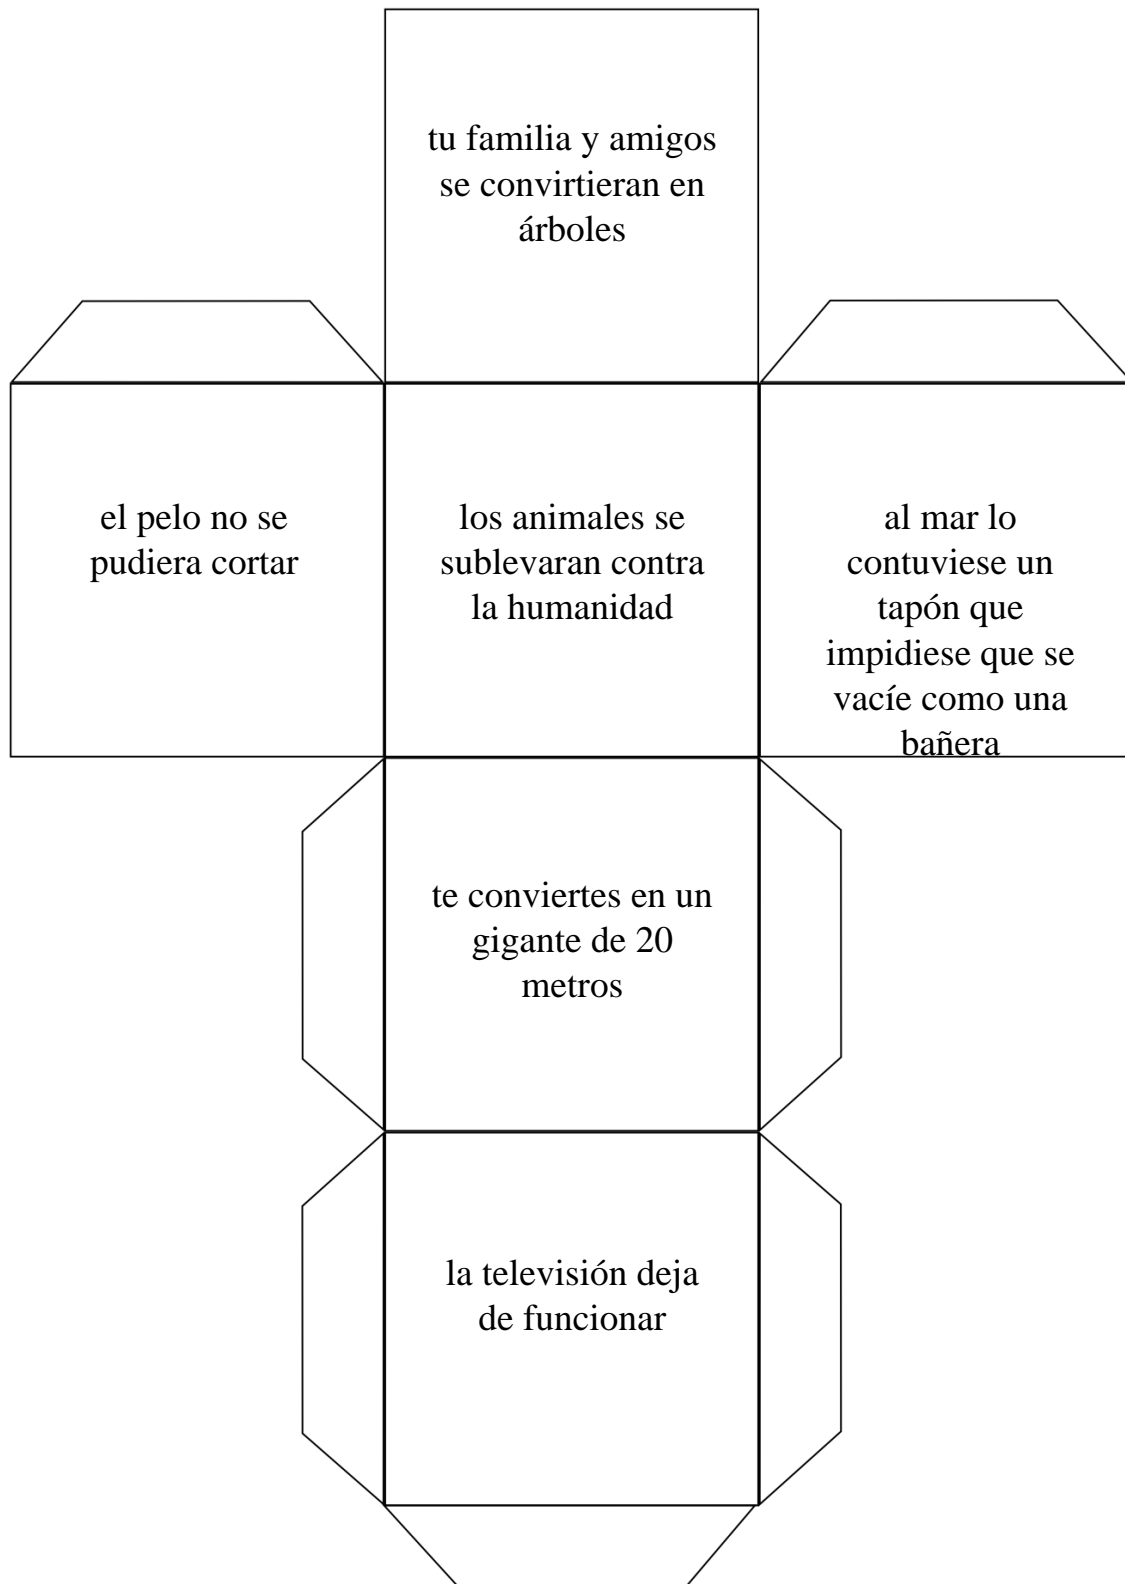 tu familia y amigos
se convirtieran en
árboles
el pelo no se
pudiera cortar
los animales se
sublevaran contra
la humanidad
al mar lo
contuviese un
tapón que
impidiese que se
vacíe como una
bañera
te conviertes en un
gigante de 20
metros
la televisión deja
de funcionar